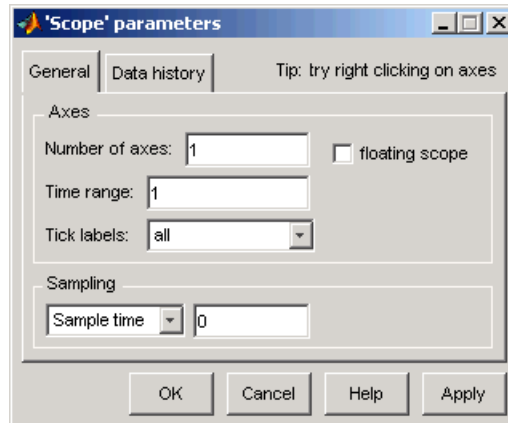 'Scope' parameters
General Data history Tip: try right clicking on axes
Axes
Number of axes: 1 floating scope
Time range: 1
Tick labels: all
Sampling
Sample time 0
OK Cancel Help Apply